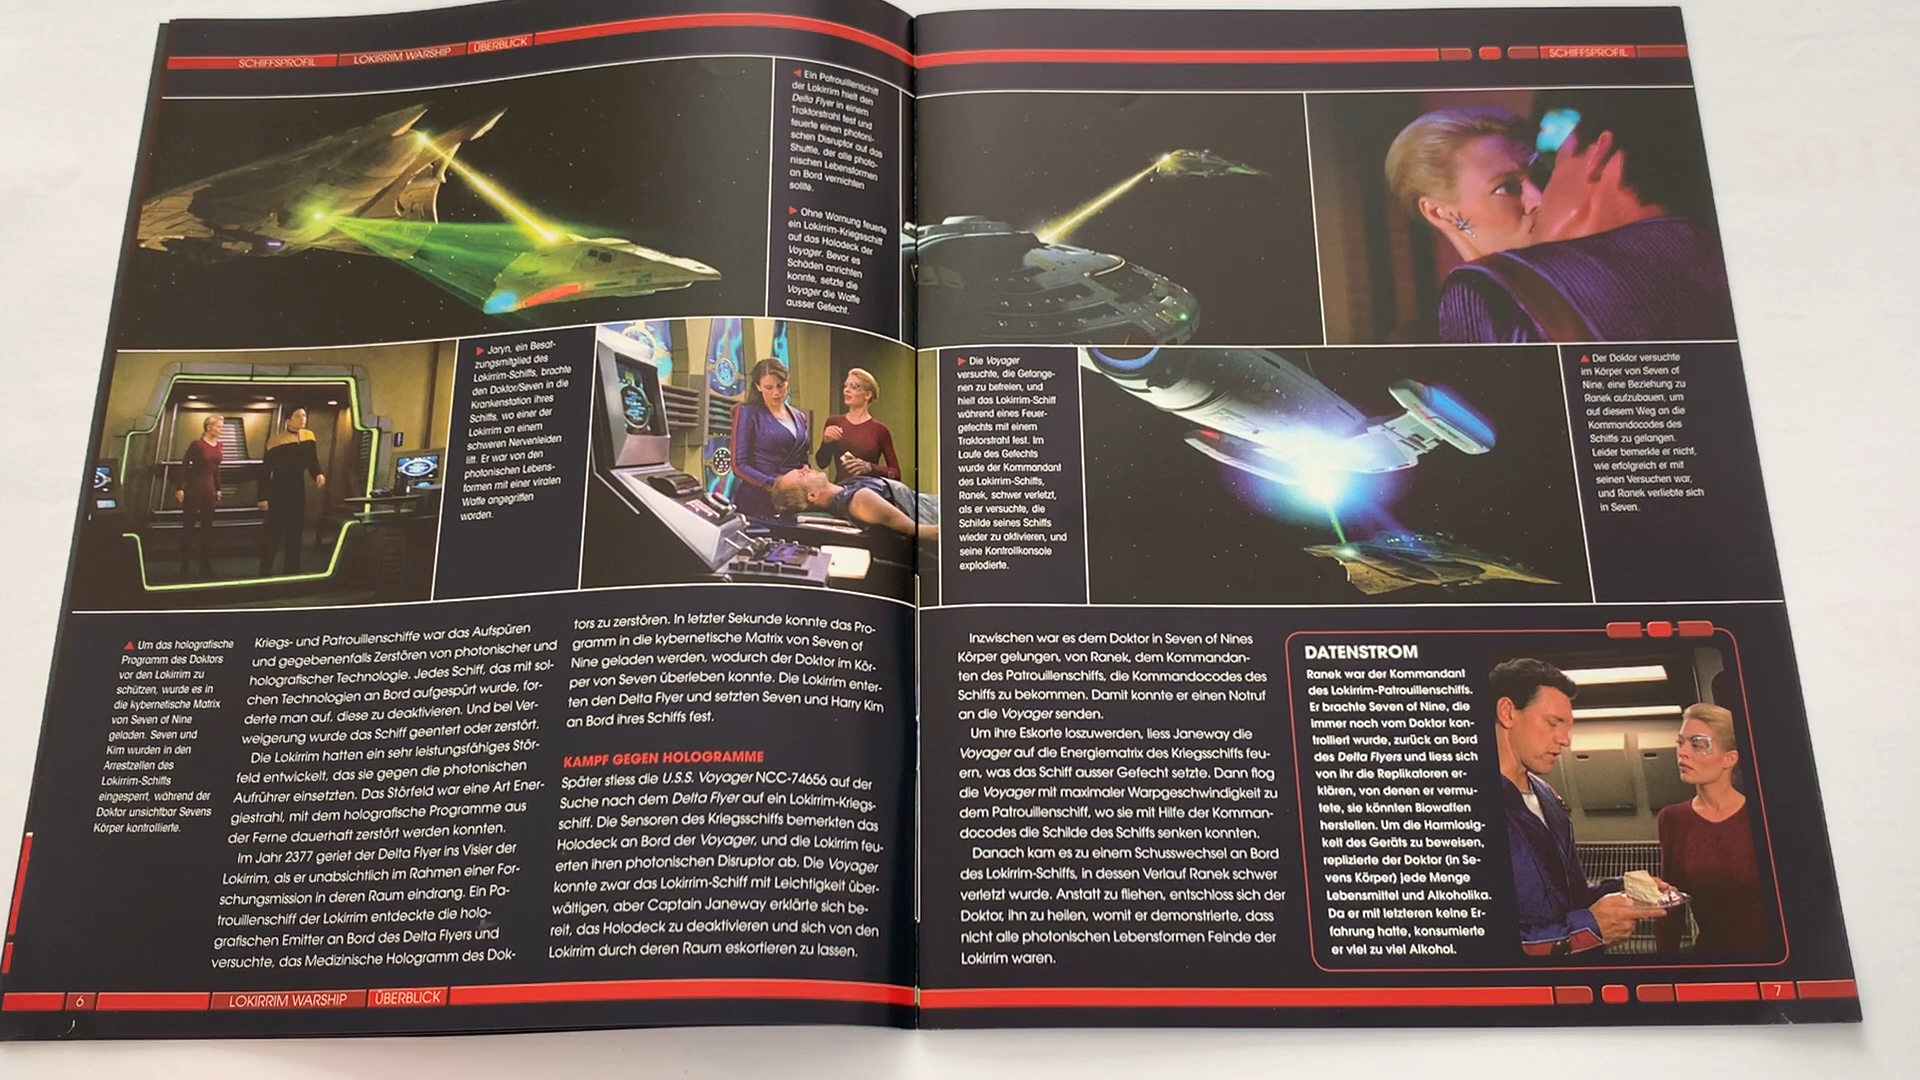 SCHIFFSPROFIL
LOKIRRIM WARSHIP
ÜBERBLICK
SCHIFFSPROFIL
◄ Ein Patrouillenschiff
der Lokirrim hielt den
Delta Flyer in einem
Traktorstrahl fest und
feuerte einen photoni-
schen Disruptor auf das
Shuttle, der alle photo-
nischen Lebensformen
an Bord vernichten
sollte.
► Ohne Warnung feuerte
ein Lokirrim-Kriegsschiff
auf das Holodeck der
Voyager. Bevor es
Schäden anrichten
konnte, setzte die
Voyager die Waffe
ausser Gefecht.
► Jaryn, ein Besat-
zungsmitglied des
Lokirrim-Schiffs, brachte
den Doktor/Seven in die
Krankenstation ihres
Schiffs, wo einer der
Lokirrim an einem
schweren Nervenleiden
litt. Er war von den
photonischen Lebens-
formen mit einer viralen
Waffe angegriffen
worden.
▲ Um das holografische
Programm des Doktors
vor den Lokirrim zu
schützen, wurde es in
die kybernetische Matrix
von Seven of Nine
geladen. Seven und
Kim wurden in den
Arrestzellen des
Lokirrim-Schiffs
eingesperrt, während der
Doktor unsichtbar Sevens
Körper kontrollierte.
Kriegs- und Patrouillenschiffe war das Aufspüren
und gegebenenfalls Zerstören von photonischer und
holografischer Technologie. Jedes Schiff, das mit sol-
chen Technologien an Bord aufgespürt wurde, for-
derte man auf, diese zu deaktivieren. Und bei Ver-
weigerung wurde das Schiff geentert oder zerstört.
Die Lokirrim hatten ein sehr leistungsfähiges Stör-
feld entwickelt, das sie gegen die photonischen
Aufrührer einsetzten. Das Störfeld war eine Art Ener-
giestrahl, mit dem holografische Programme aus
der Ferne dauerhaft zerstört werden konnten.
Im Jahr 2377 geriet der Delta Flyer ins Visier der
Lokirrim, als er unabsichtlich im Rahmen einer For-
schungsmission in deren Raum eindrang. Ein Pa-
trouillenschiff der Lokirrim entdeckte die holo-
grafischen Emitter an Bord des Delta Flyers und
versuchte, das Medizinische Hologramm des Dok-
tors zu zerstören. In letzter Sekunde konnte das Pro-
gramm in die kybernetische Matrix von Seven of
Nine geladen werden, wodurch der Doktor im Kör-
per von Seven überleben konnte. Die Lokirrim enter-
ten den Delta Flyer und setzten Seven und Harry Kim
an Bord ihres Schiffs fest.
KAMPF GEGEN HOLOGRAMME
Später stiess die U.S.S. Voyager NCC-74656 auf der
Suche nach dem Delta Flyer auf ein Lokirrim-Kriegs-
schiff. Die Sensoren des Kriegsschiffs bemerkten das
Holodeck an Bord der Voyager, und die Lokirrim feu-
erten ihren photonischen Disruptor ab. Die Voyager
konnte zwar das Lokirrim-Schiff mit Leichtigkeit über-
wältigen, aber Captain Janeway erklärte sich be-
reit, das Holodeck zu deaktivieren und sich von den
Lokirrim durch deren Raum eskortieren zu lassen.
6
LOKIRRIM WARSHIP
ÜBERBLICK
► Die Voyager
versuchte, die Gefange-
nen zu befreien, und
hielt das Lokirrim-Schiff
während eines Feuer-
gefechts mit einem
Traktorstrahl fest. Im
Laufe des Gefechts
wurde der Kommandant
des Lokirrim-Schiffs,
Ranek, schwer verletzt,
als er versuchte, die
Schilde seines Schiffs
wieder zu aktivieren, und
seine Kontrollkonsole
explodierte.
▲ Der Doktor versuchte
im Körper von Seven of
Nine, eine Beziehung zu
Ranek aufzubauen, um
auf diesem Weg an die
Kommandocodes des
Schiffs zu gelangen.
Leider bemerkte er nicht,
wie erfolgreich er mit
seinen Versuchen war,
und Ranek verliebte sich
in Seven.
Inzwischen war es dem Doktor in Seven of Nines
Körper gelungen, von Ranek, dem Kommandan-
ten des Patrouillenschiffs, die Kommandocodes des
Schiffs zu bekommen. Damit konnte er einen Notruf
an die Voyager senden.
Um ihre Eskorte loszuwerden, liess Janeway die
Voyager auf die Energiematrix des Kriegsschiffs feu-
ern, was das Schiff ausser Gefecht setzte. Dann flog
die Voyager mit maximaler Warpgeschwindigkeit zu
dem Patrouillenschiff, wo sie mit Hilfe der Komman-
docodes die Schilde des Schiffs senken konnten.
Danach kam es zu einem Schusswechsel an Bord
des Lokirrim-Schiffs, in dessen Verlauf Ranek schwer
verletzt wurde. Anstatt zu fliehen, entschloss sich der
Doktor, ihn zu heilen, womit er demonstrierte, dass
nicht alle photonischen Lebensformen Feinde der
Lokirrim waren.
DATENSTROM
Ranek war der Kommandant
des Lokirrim-Patrouillenschiffs.
Er brachte Seven of Nine, die
immer noch vom Doktor kon-
trolliert wurde, zurück an Bord
des Delta Flyers und liess sich
von ihr die Replikatoren er-
klären, von denen er vermu-
tete, sie könnten Biowaffen
herstellen. Um die Harmlosig-
keit des Geräts zu beweisen,
replizierte der Doktor (in Se-
vens Körper) jede Menge
Lebensmittel und Alkoholika.
Da er mit letzteren keine Er-
fahrung hatte, konsumierte
er viel zu viel Alkohol.
7